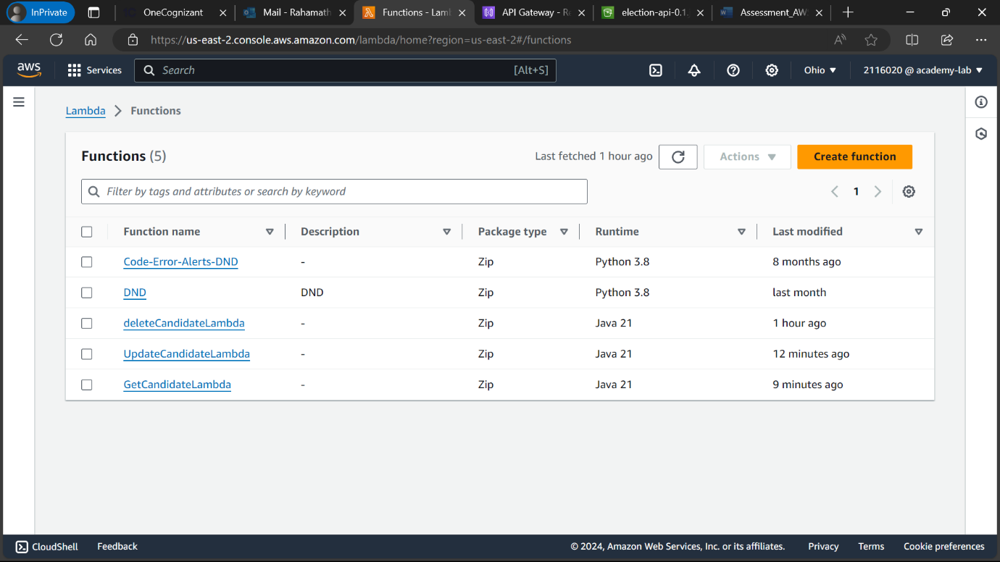 InPrivate
OneCognizant
Mail - Rahamath
Functions - Lam
API Gateway - Re
election-api-0.1.
Assessment_AW
https://us-east-2.console.aws.amazon.com/lambda/home?region=us-east-2#/functions
aws
Services
Search
[Alt+S]
Ohio
2116020 @ academy-lab
Lambda
Functions
Functions (5)
Last fetched 1 hour ago
Actions
Create function
Filter by tags and attributes or search by keyword
1
Function name Description Package type Runtime Last modified
Code-Error-Alerts-DND - Zip Python 3.8 8 months ago
DND DND Zip Python 3.8 last month
deleteCandidateLambda - Zip Java 21 1 hour ago
UpdateCandidateLambda - Zip Java 21 12 minutes ago
GetCandidateLambda - Zip Java 21 9 minutes ago
CloudShell
Feedback
© 2024, Amazon Web Services, Inc. or its affiliates.
Privacy
Terms
Cookie preferences